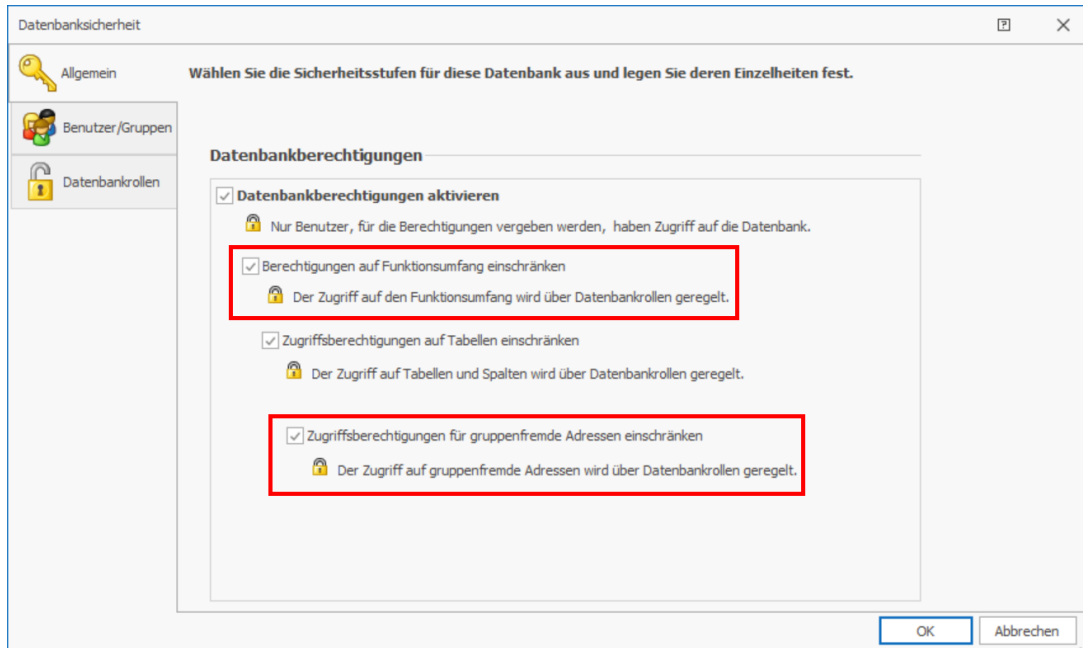 Datenbanksicherheit
Allgemein
Wählen Sie die Sicherheitsstufen für diese Datenbank aus und legen Sie deren Einzelheiten fest.
Benutzer/Gruppen
Datenbankrollen
Datenbankberechtigungen
Datenbankberechtigungen aktivieren
Nur Benutzer, für die Berechtigungen vergeben werden, haben Zugriff auf die Datenbank.
Berechtigungen auf Funktionsumfang einschränken
Der Zugriff auf den Funktionsumfang wird über Datenbankrollen geregelt.
Zugriffsberechtigungen auf Tabellen einschränken
Der Zugriff auf Tabellen und Spalten wird über Datenbankrollen geregelt.
Zugriffsberechtigungen für gruppenfremde Adressen einschränken
Der Zugriff auf gruppenfremde Adressen wird über Datenbankrollen geregelt.
OK
Abbrechen